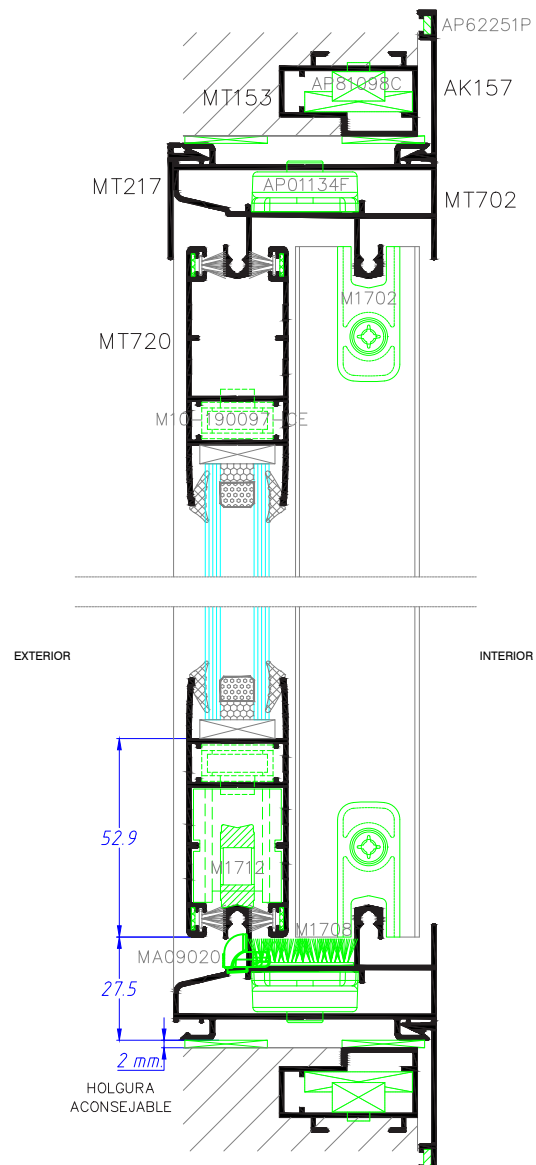 AP62251P
AP81098C
AK157
MT153
MT217
AP01134F
MT702
M1702
MT720
M10-190097-CE
EXTERIOR
INTERIOR
52.9
M1712
M1708
MA09020
27.5
2 mm.
HOLGURA
ACONSEJABLE